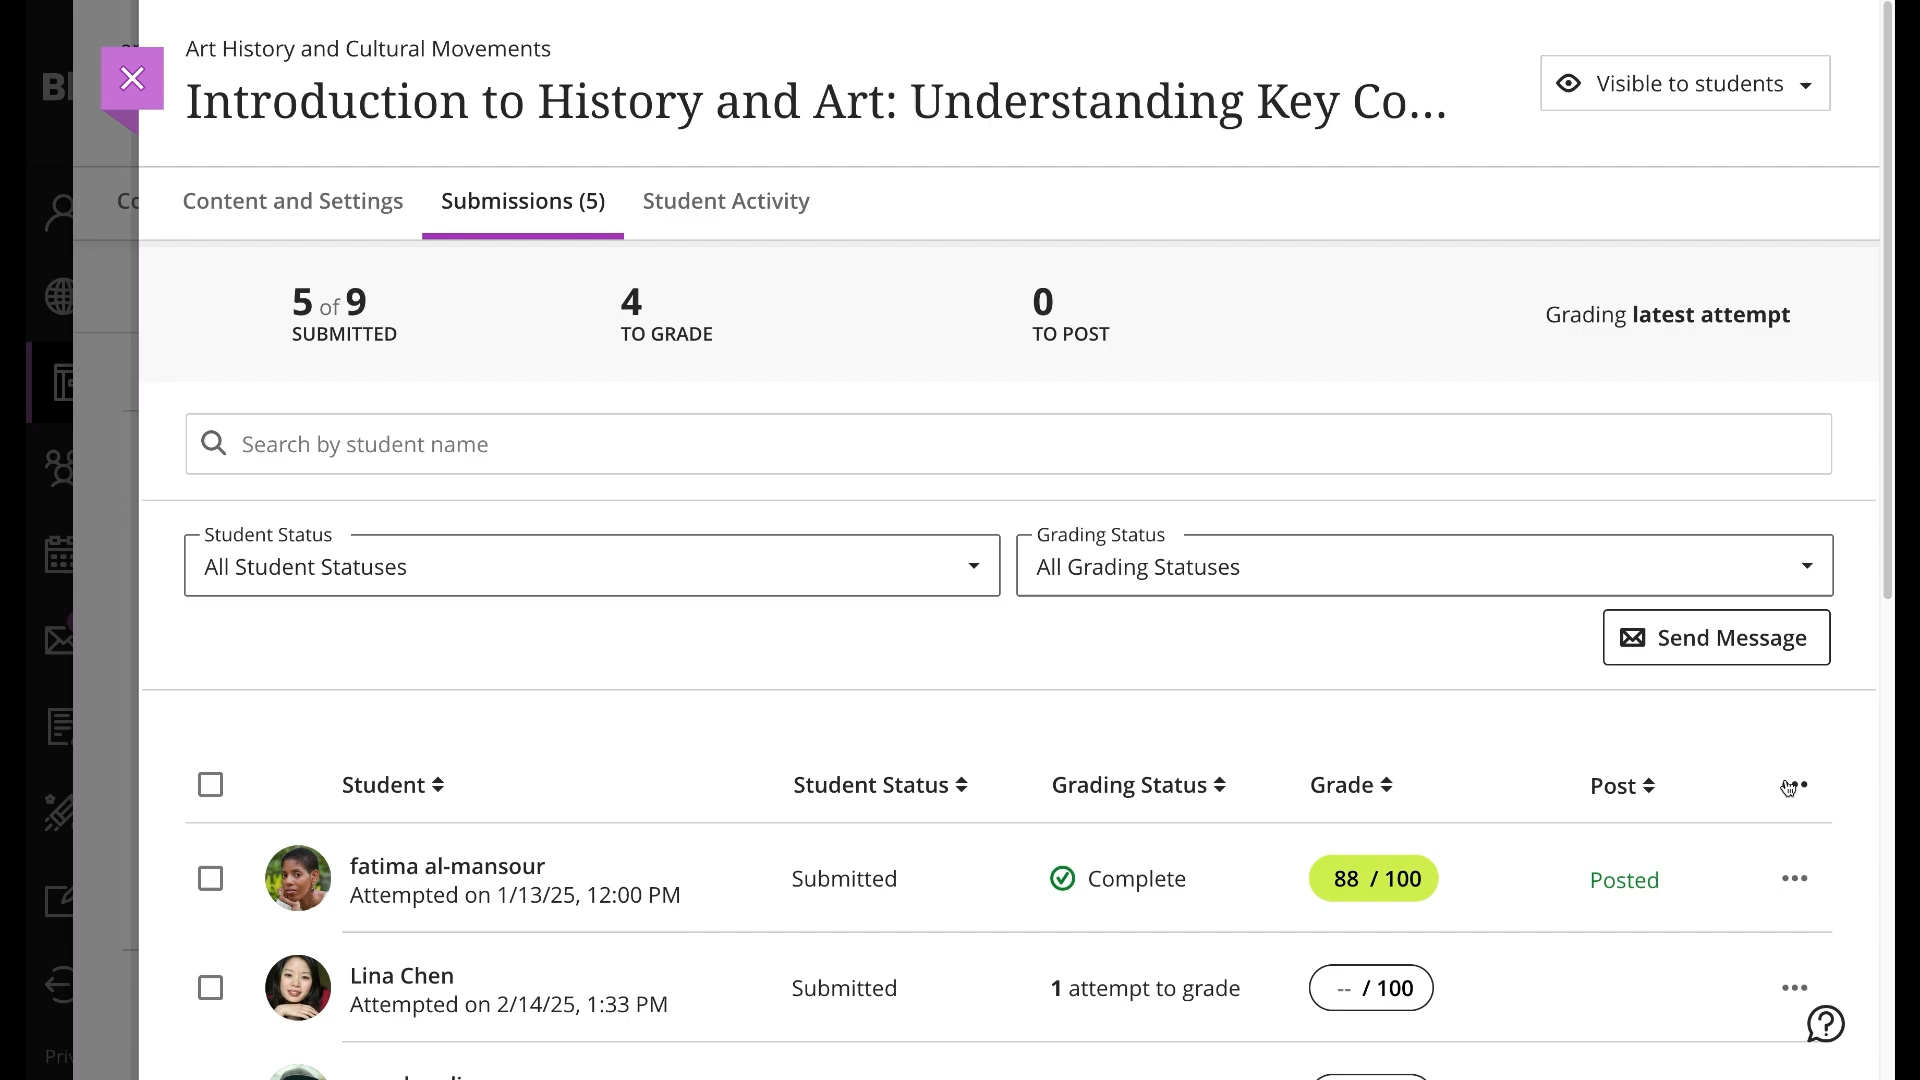 Art History and Cultural Movements
Introduction to History and Art: Understanding Key Co...
Visible to students
Content and Settings
Submissions (5)
Student Activity
5 of 9
SUBMITTED
4
TO GRADE
0
TO POST
Grading latest attempt
Search by student name
Student Status
All Student Statuses
Grading Status
All Grading Statuses
Send Message
Student
Student Status
Grading Status
Grade
Post
fatima al-mansour
Attempted on 1/13/25, 12:00 PM
Submitted
Complete
88 / 100
Posted
Lina Chen
Attempted on 2/14/25, 1:33 PM
Submitted
1 attempt to grade
-- / 100